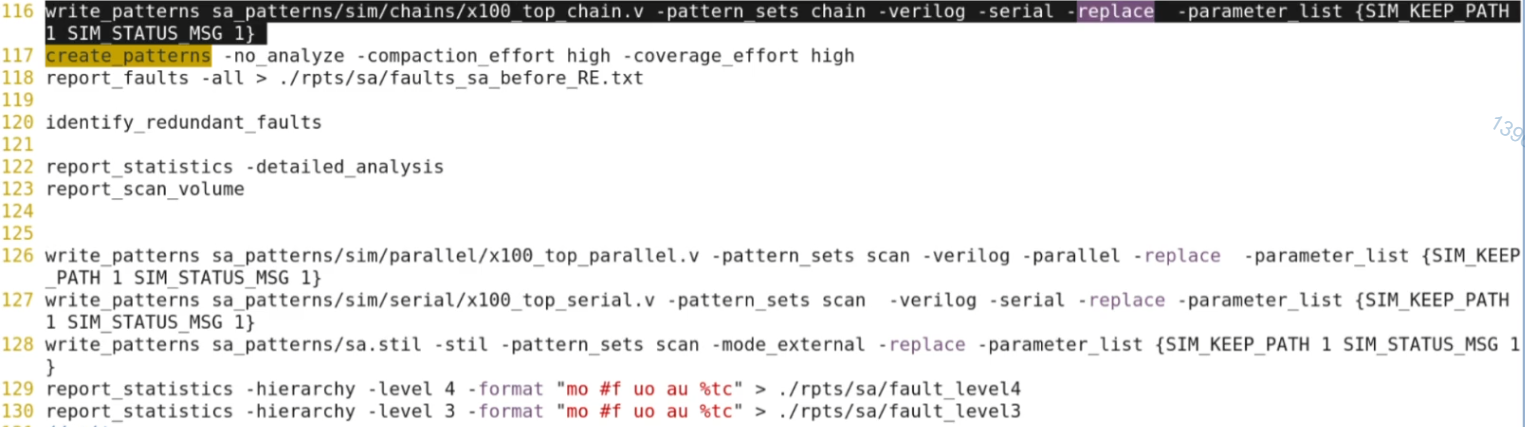 116 write_patterns sa_patterns/sim/chains/x100_top_chain.v -pattern_sets chain -verilog -serial -replace  -parameter_list {SIM_KEEP_PATH
1 SIM_STATUS_MSG 1}
117 create_patterns -no_analyze -compaction_effort high -coverage_effort high
118 report_faults -all > ./rpts/sa/faults_sa_before_RE.txt
119
120 identify_redundant_faults
121
122 report_statistics -detailed_analysis
123 report_scan_volume
124
125
126 write_patterns sa_patterns/sim/parallel/x100_top_parallel.v -pattern_sets scan -verilog -parallel -replace  -parameter_list {SIM_KEEP
_PATH 1 SIM_STATUS_MSG 1}
127 write_patterns sa_patterns/sim/serial/x100_top_serial.v -pattern_sets scan  -verilog -serial -replace -parameter_list {SIM_KEEP_PATH
1 SIM_STATUS_MSG 1}
128 write_patterns sa_patterns/sa.stil -stil -pattern_sets scan -mode_external -replace -parameter_list {SIM_KEEP_PATH 1 SIM_STATUS_MSG 1
}
129 report_statistics -hierarchy -level 4 -format "mo #f uo au %tc" > ./rpts/sa/fault_level4
130 report_statistics -hierarchy -level 3 -format "mo #f uo au %tc" > ./rpts/sa/fault_level3